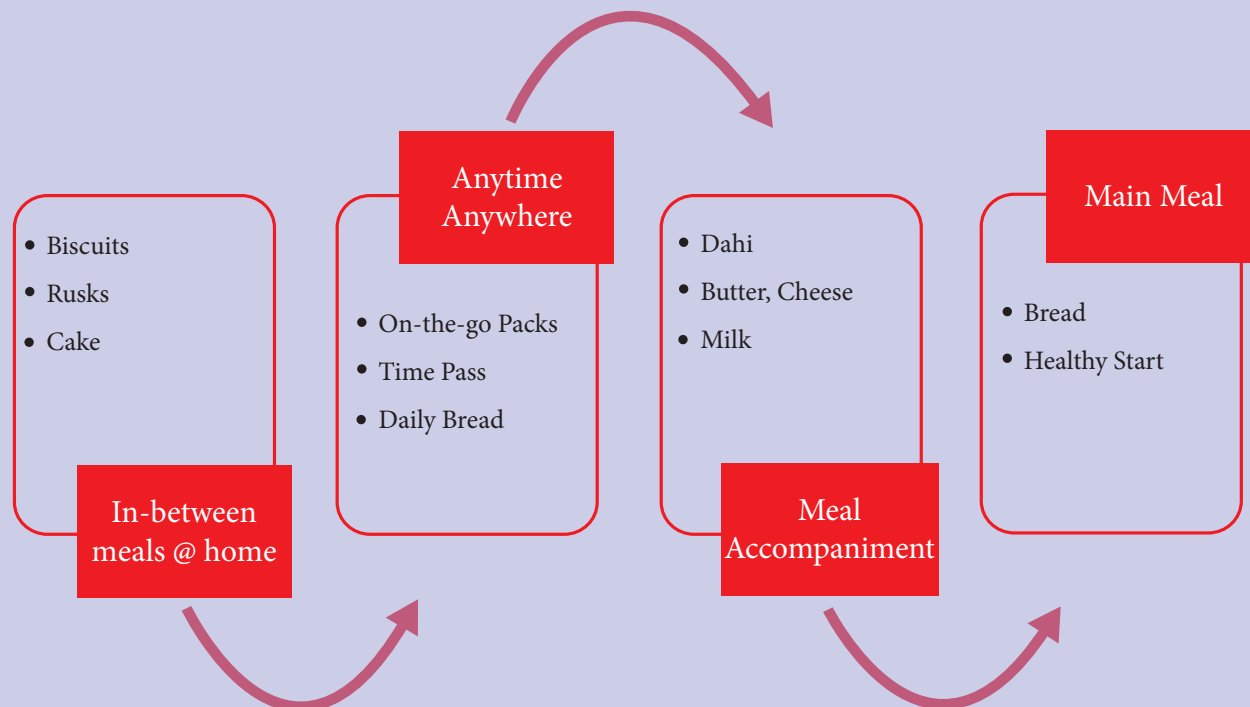 • Biscuits
• Rusks
• Cake
In-between
meals @ home
Anytime
Anywhere
• On-the-go Packs
• Time Pass
• Daily Bread
• Dahi
• Butter, Cheese
• Milk
Meal
Accompaniment
Main Meal
• Bread
• Healthy Start